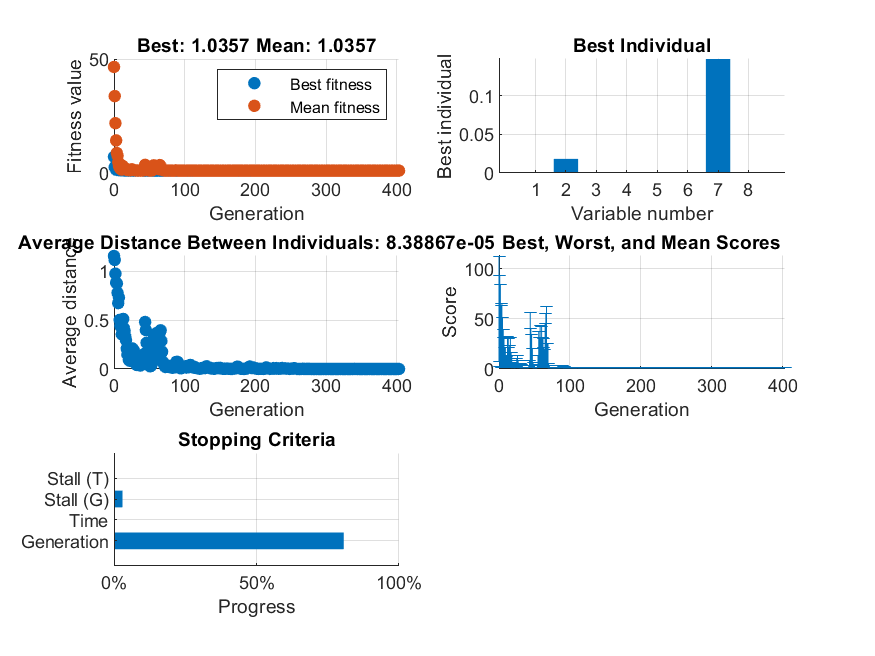 Best: 1.0357 Mean: 1.0357
Fitness value
50
0
Best fitness
Mean fitness
0 100 200 300 400
Generation
Best Individual
Best individual
0.1
0.05
0
1 2 3 4 5 6 7 8
Variable number
Average Distance Between Individuals: 8.38867e-05
Average distance
1
0.5
0
0 100 200 300 400
Generation
Best, Worst, and Mean Scores
Score
100
50
0
0 100 200 300 400
Generation
Stopping Criteria
Stall (T)
Stall (G)
Time
Generation
0% 50% 100%
Progress